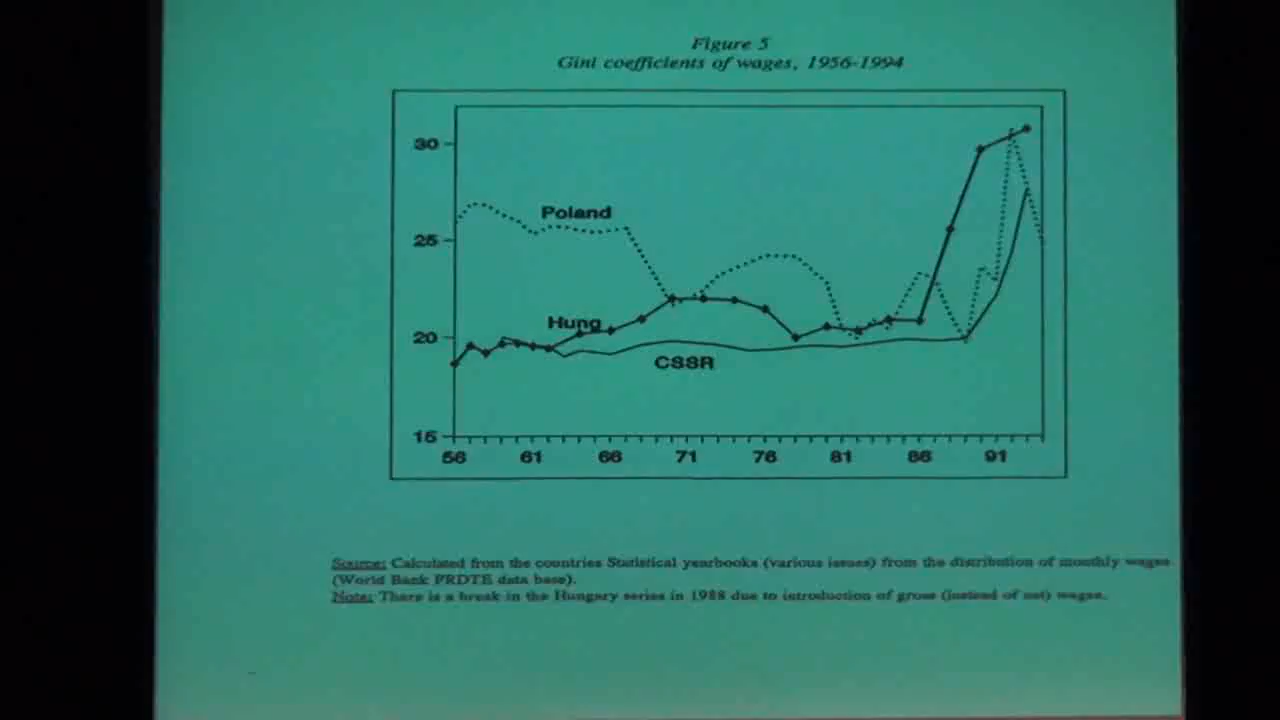 Figure 5
Gini coefficients of wages, 1956-1994
30
Poland
25
Hung
20
CSSR
15
56 61 66 71 76 81 86 91
Source: Calculated from the countries Statistical yearbooks (various issues) from the distribution of monthly wages
(World Bank PRDTE data base).
Note: There is a break in the Hungary series in 1988 due to introduction of gross (instead of net) wages.